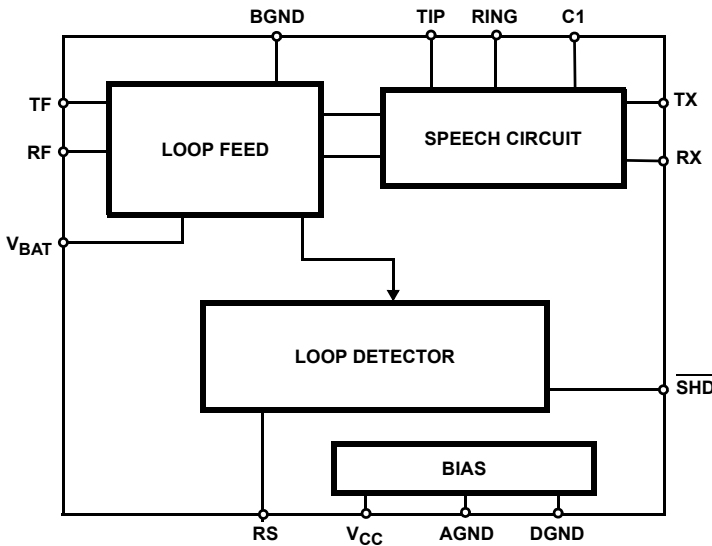 BGND TIP RING C1
TF
LOOP FEED
SPEECH CIRCUIT
TX
RF
RX
VBAT
LOOP DETECTOR
SHD
BIAS
RS VCC AGND DGND